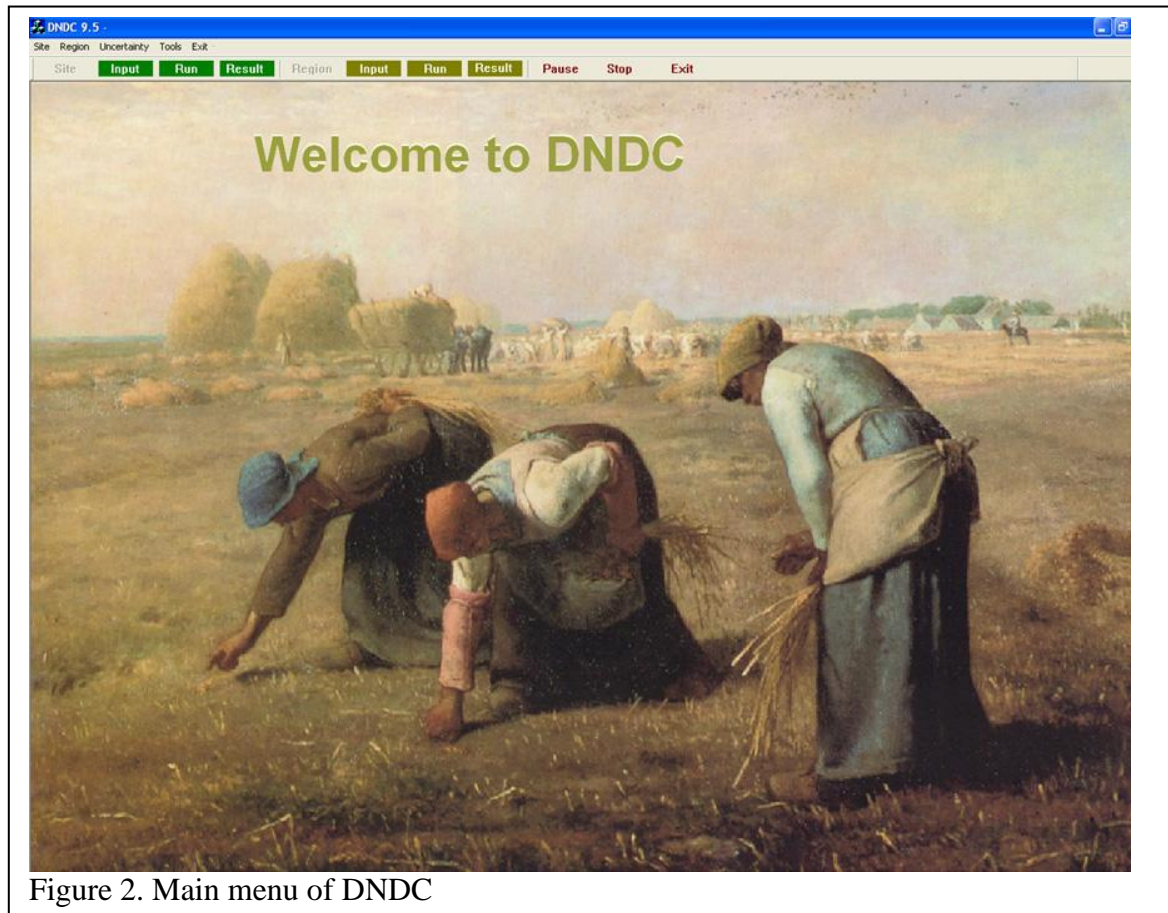 DNDC 9.5 -
Site Region Uncertainty Tools Exit
Site Input Run Result Region Input Run Result Pause Stop Exit
Welcome to DNDC
Figure 2. Main menu of DNDC